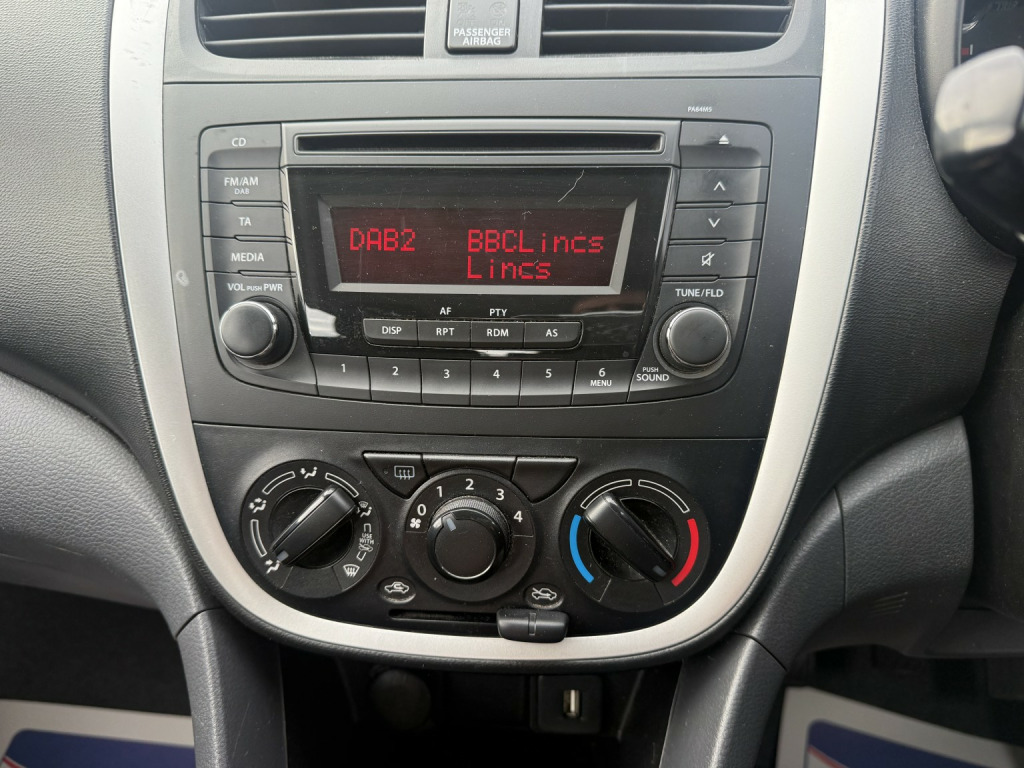 PASSENGER
AIRBAG
PA64M5
CD
FM/AM
DAB
TA
MEDIA
VOL PUSH PWR
DAB2 BBCLincs
Lincs
TUNE/FLD
AF PTY
DISP RPT RDM AS
1 2 3 4 5 6
MENU
PUSH
SOUND
0 1 2 3 4
USE
WITH